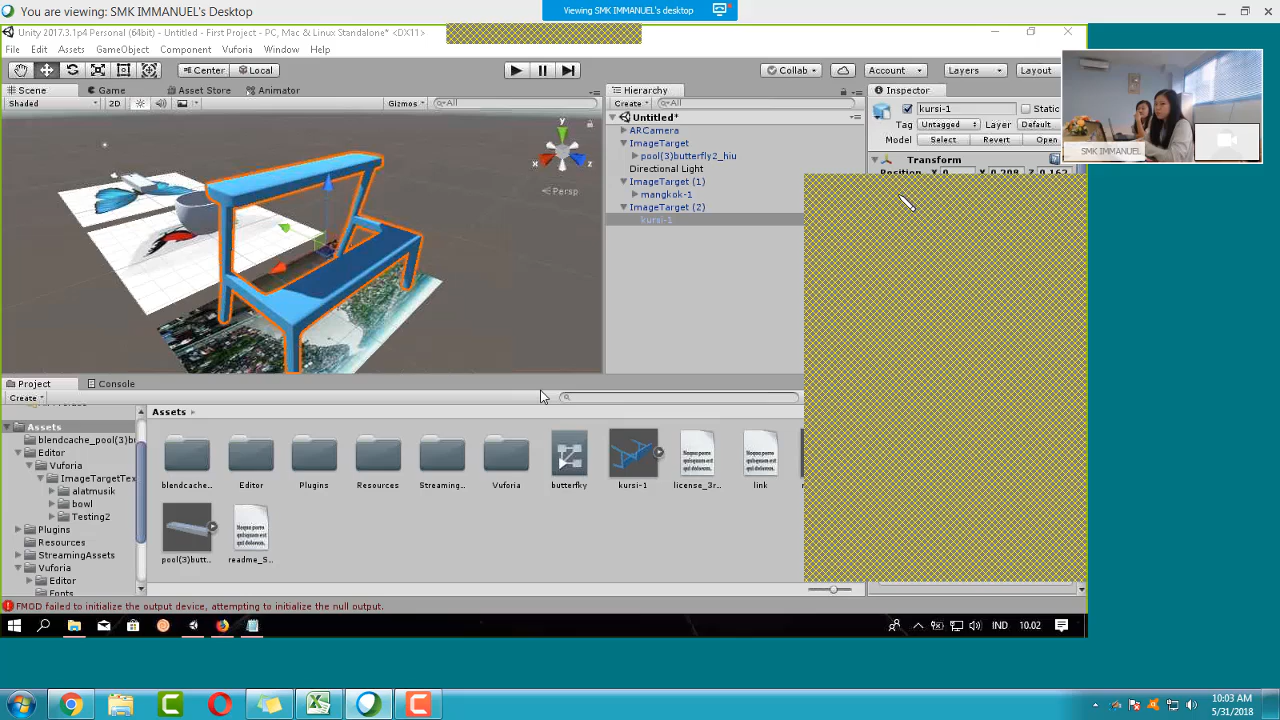 You are viewing: SMK IMMANUEL's Desktop
Viewing SMK IMMANUEL's desktop
Unity 2017.3.1p4 Personal (64bit) - Untitled - First Project - PC, Mac & Linux Standalone* <DX11>
File Edit Assets GameObject Component Vuforia Window Help
Center Local Collab Account Layers Layout
Scene Game Asset Store Animator
Shaded 2D Gizmos All
y x z
Persp
Hierarchy
Create All
Untitled*
ARCamera
ImageTarget
pool(3)butterfly2_hiu
Directional Light
ImageTarget (1)
mangkok-1
ImageTarget (2)
kursi-1
Inspector
kursi-1 Static
Tag Untagged Layer Default
Model Select Revert Open
Transform
SMK IMMANUEL
Project Console
Create
Assets
Assets
blendcache_pool(3)b
Editor
Vuforia
ImageTargetTex
alatmusik
bowl
Testing2
Plugins
Resources
StreamingAssets
Vuforia
Editor
Fonts
blendcache.. Editor Plugins Resources Streaming.. Vuforia butterfky kursi-1 license_3r.. link
pool(3)butt.. readme_S..
FMOD failed to initialize the output device, attempting to initialize the null output.
IND 10.02
10:03 AM
5/31/2018